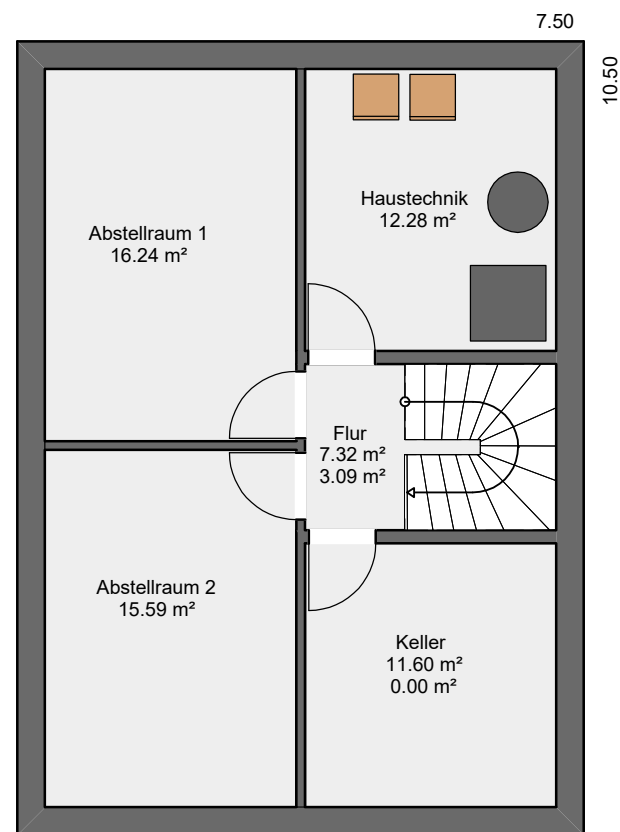 7.50
10.50
Haustechnik
12.28 m²
Abstellraum 1
16.24 m²
Flur
7.32 m²
3.09 m²
Abstellraum 2
15.59 m²
Keller
11.60 m²
0.00 m²